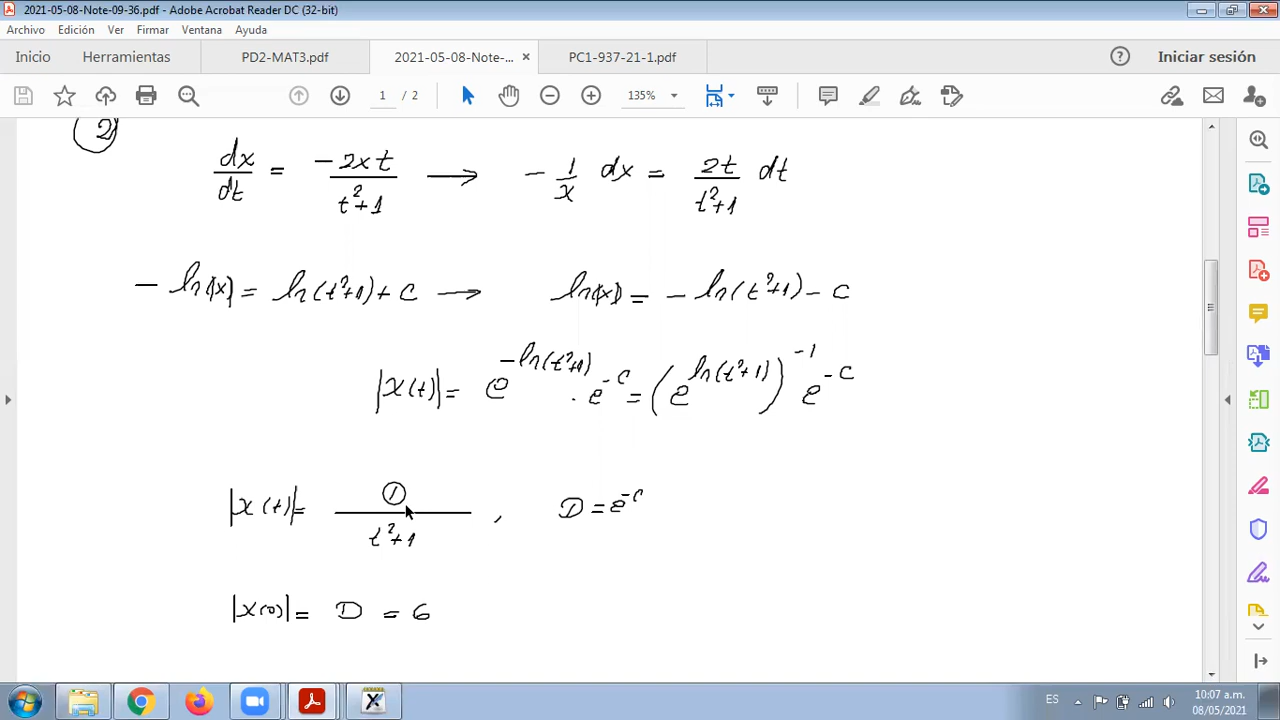 2021-05-08-Note-09-36.pdf - Adobe Acrobat Reader DC (32-bit)
Archivo Edición Ver Firmar Ventana Ayuda
Inicio Herramientas PD2-MAT3.pdf 2021-05-08-Note-... × PC1-937-21-1.pdf Iniciar sesión
1 / 2 135%
2
dx/dt = -2xt/(t²+1) → -1/x dx = 2t/(t²+1) dt
-ln|x| = ln(t²+1)+c → ln|x| = -ln(t²+1) - c
|x(t)| = e^(-ln(t²+1)) · e^(-c) = (e^(ln(t²+1)))^(-1) e^(-c)
|x(t)| = D/(t²+1) , D = e^(-c)
|x(0)| = D = 6
ES 10:07 a.m.
08/05/2021